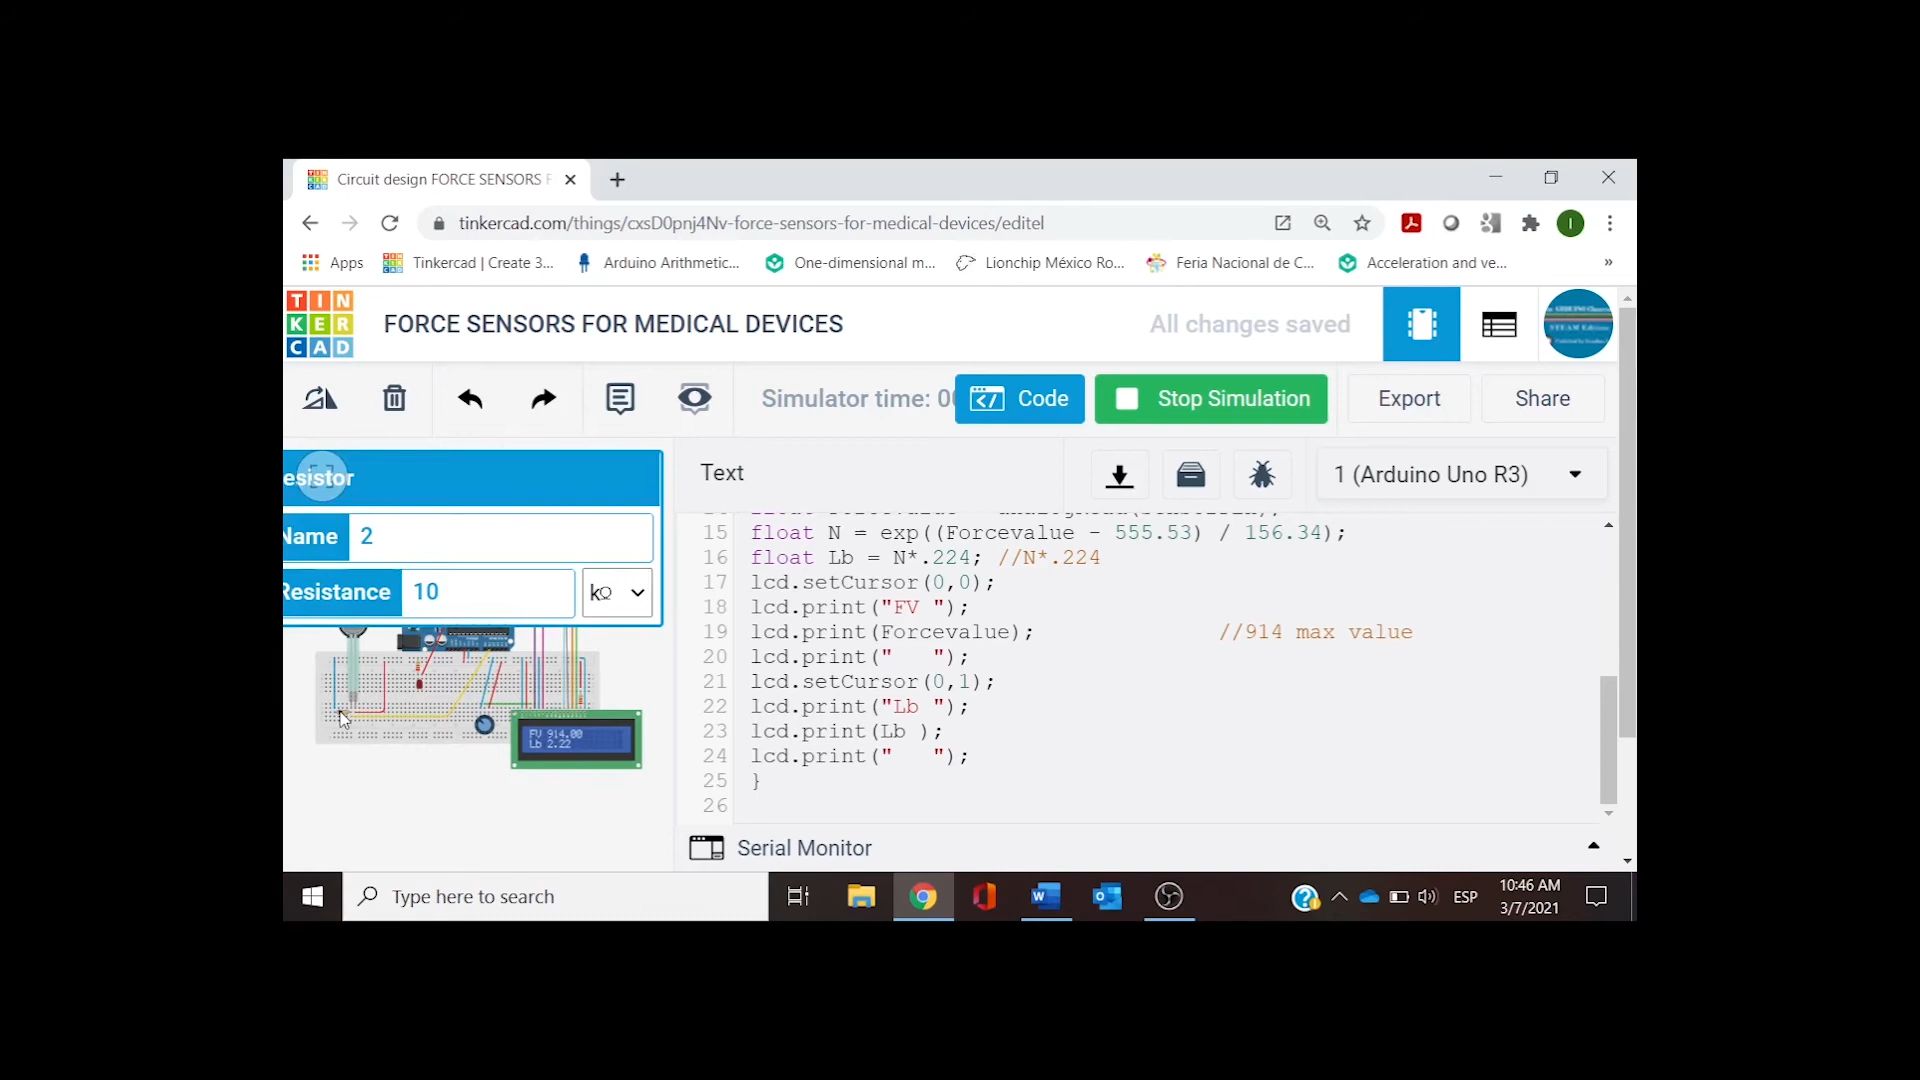 Circuit design FORCE SENSORS F
tinkercad.com/things/cxsD0pnj4Nv-force-sensors-for-medical-devices/editel
I
Apps
Tinkercad | Create 3...
Arduino Arithmetic...
One-dimensional m...
Lionchip México Ro...
Feria Nacional de C...
Acceleration and ve...
»
TIN
KER
CAD
FORCE SENSORS FOR MEDICAL DEVICES
All changes saved
Simulator time: 00
Code
Stop Simulation
Export
Share
esistor
Name
2
Resistance
10
kΩ
FV 914.00
Lb 2.22
Text
1 (Arduino Uno R3)
15 float N = exp((Forcevalue - 555.53) / 156.34);
16 float Lb = N*.224; //N*.224
17 lcd.setCursor(0,0);
18 lcd.print("FV ");
19 lcd.print(Forcevalue); //914 max value
20 lcd.print("   ");
21 lcd.setCursor(0,1);
22 lcd.print("Lb ");
23 lcd.print(Lb );
24 lcd.print("   ");
25 }
26
Serial Monitor
Type here to search
ESP
10:46 AM
3/7/2021